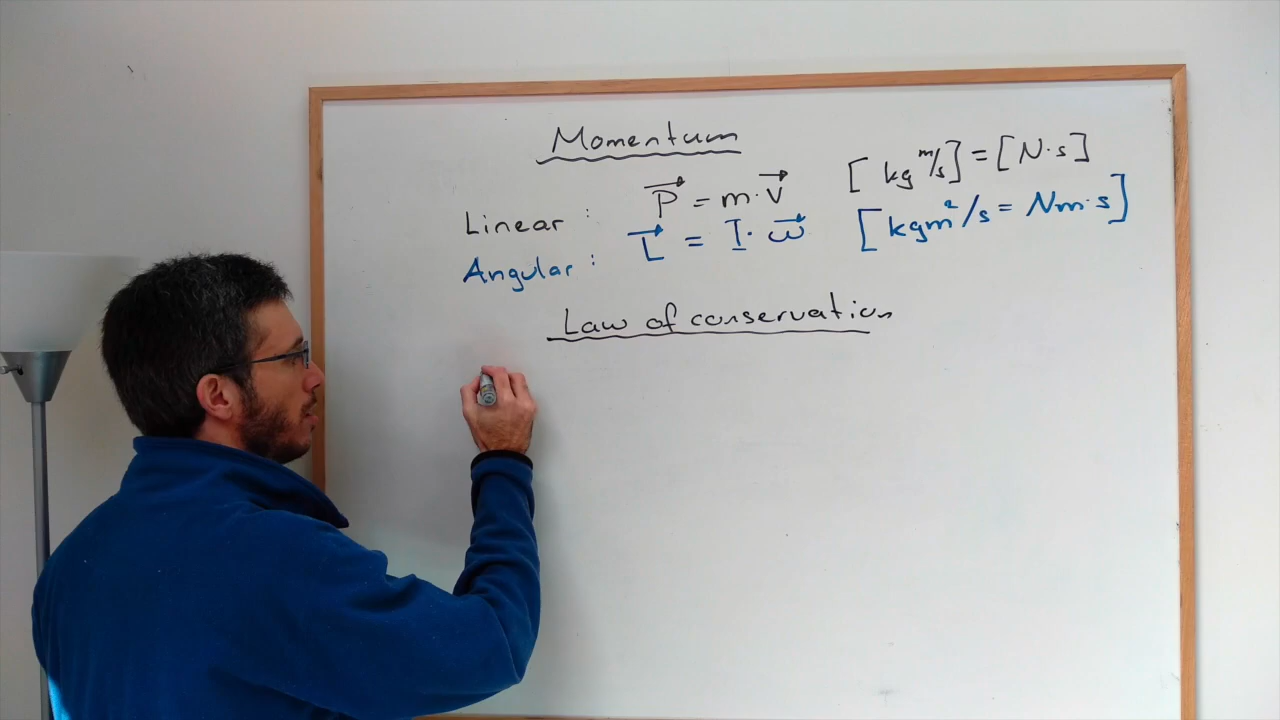 Momentum
Linear : P⃗ = m·v⃗ [kg m/s] = [N·s]
Angular : L⃗ = I·ω⃗ [kgm²/s = Nm·s]
Law of conservation